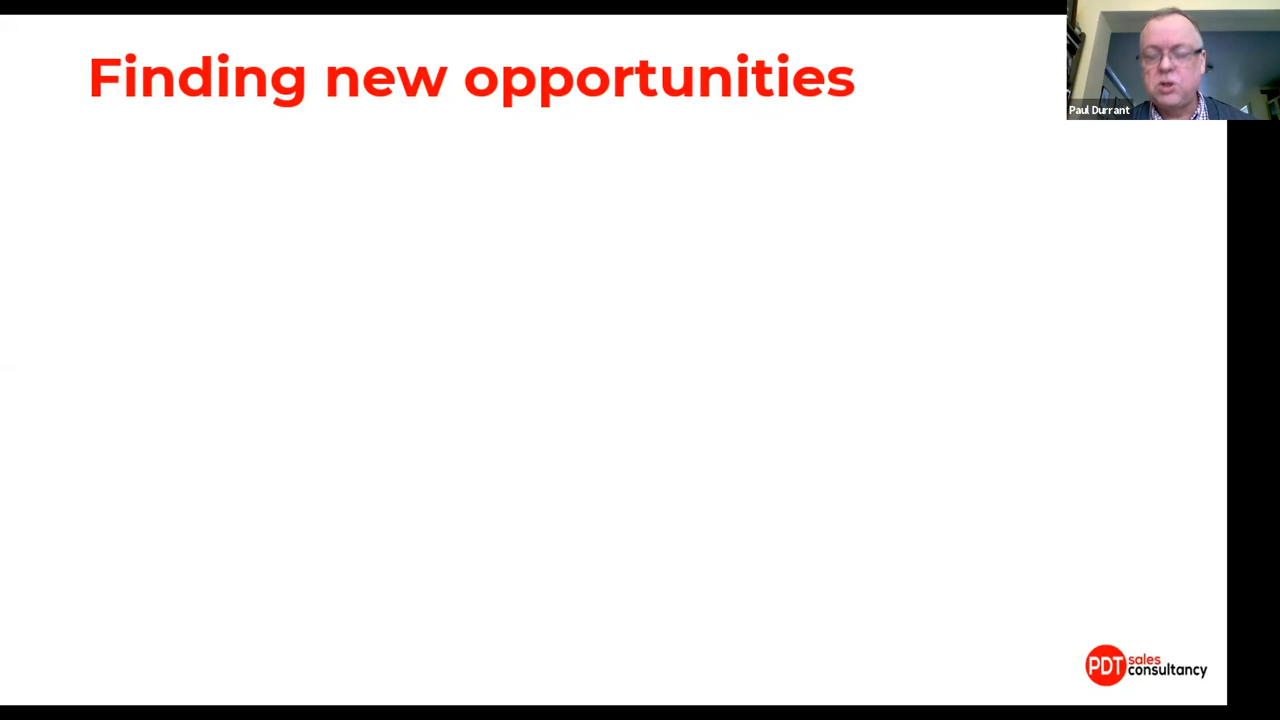 Finding new opportunities
Paul Durrant
PDT sales
consultancy